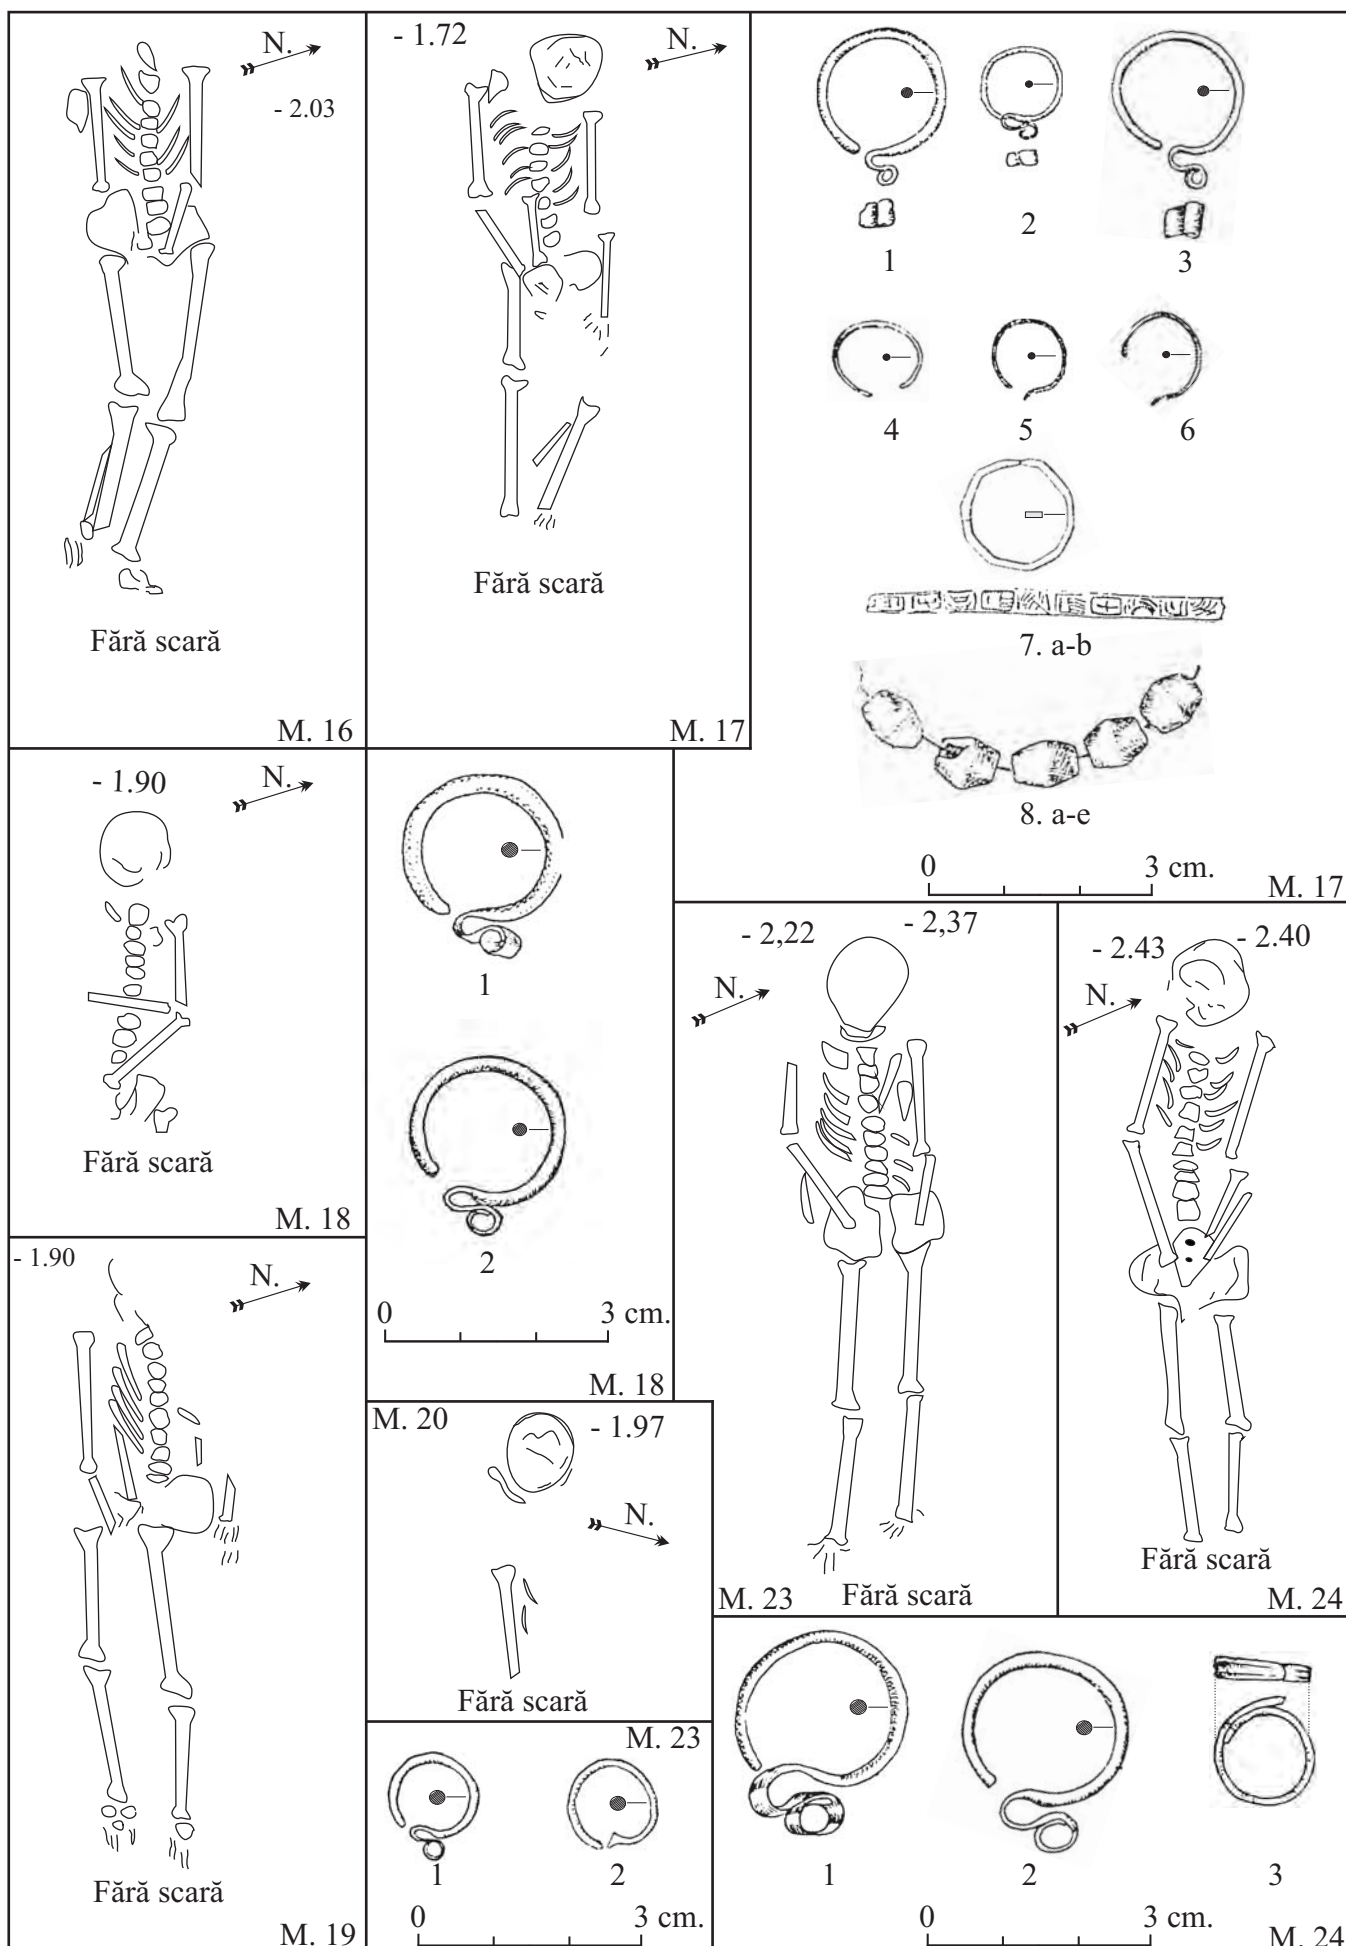 N.
- 2.03
Fără scară
M. 16
- 1.72
N.
Fără scară
M. 17
1
2
3
4
5
6
7. a-b
8. a-e
0 3 cm.
M. 17
- 1.90
N.
Fără scară
M. 18
1
2
0 3 cm.
M. 18
- 1.90
N.
Fără scară
M. 19
M. 20
- 1.97
N.
Fără scară
- 2,22 - 2,37
N.
M. 23 Fără scară
- 2.43 - 2.40
N.
Fără scară
M. 24
M. 23
1 2
0 3 cm.
1 2 3
0 3 cm.
M. 24